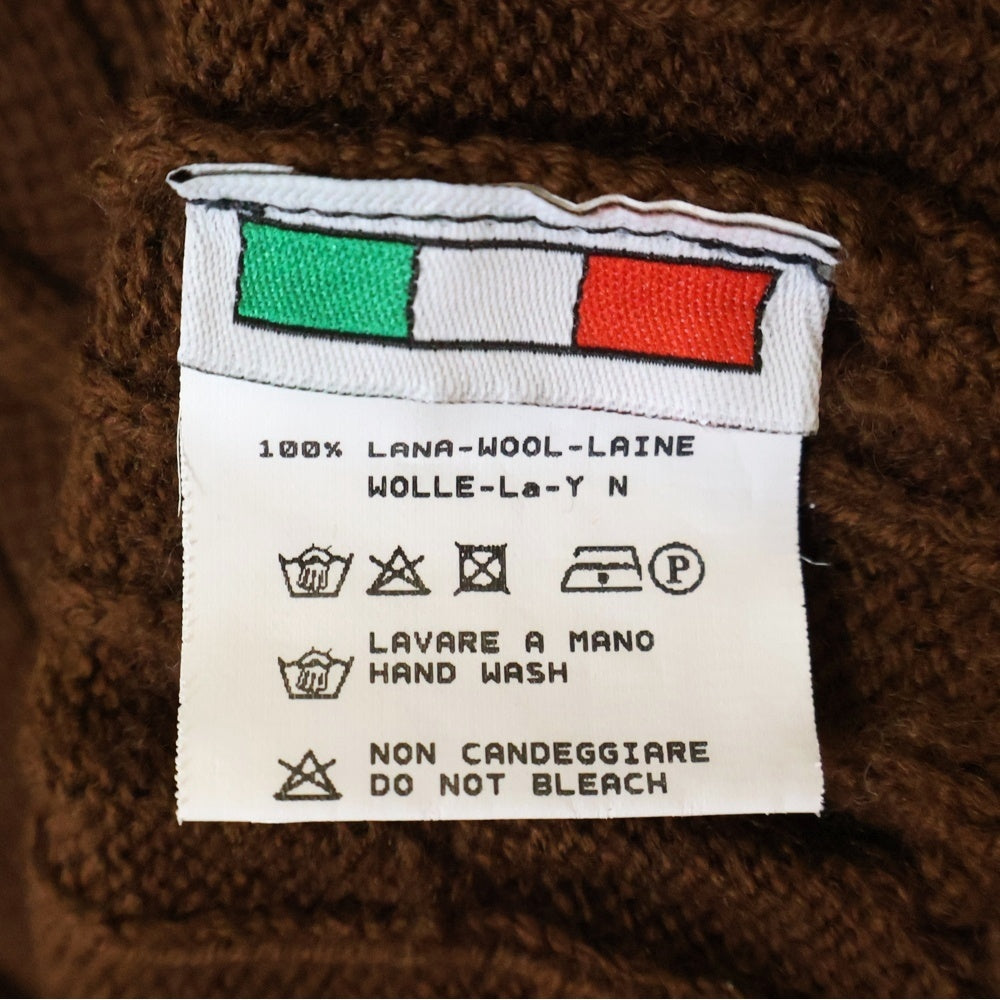 100% LANA-WOOL-LAINE
WOLLE-La-Y N
P
LAVARE A MANO
HAND WASH
NON CANDEGGIARE
DO NOT BLEACH